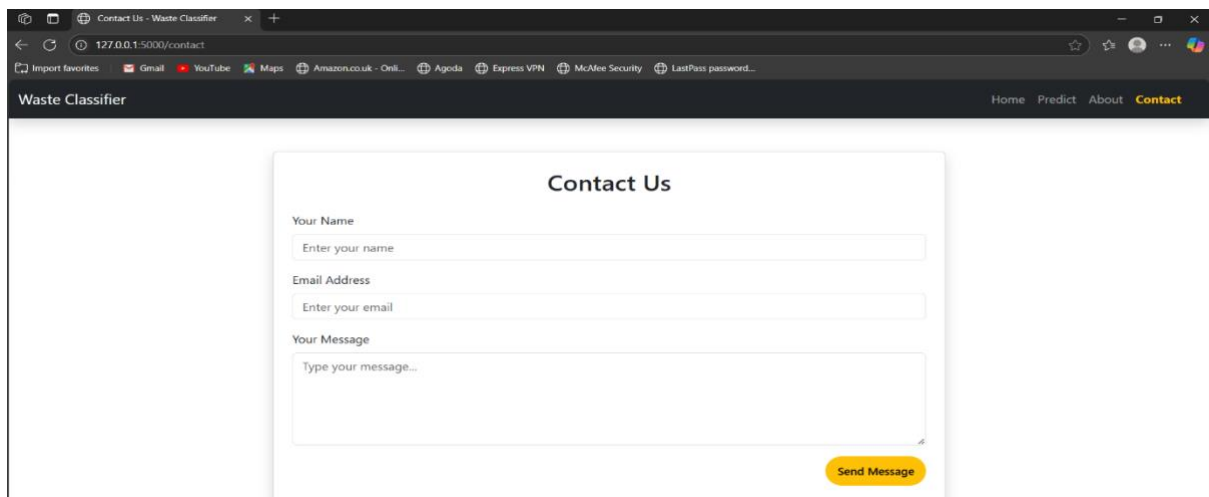 Contact Us - Waste Classifier
127.0.0.1:5000/contact
Import favorites Gmail YouTube Maps Amazon.co.uk - Onli... Agoda Express VPN McAfee Security LastPass password...
Waste Classifier Home Predict About Contact
Contact Us
Your Name
Enter your name
Email Address
Enter your email
Your Message
Type your message...
Send Message